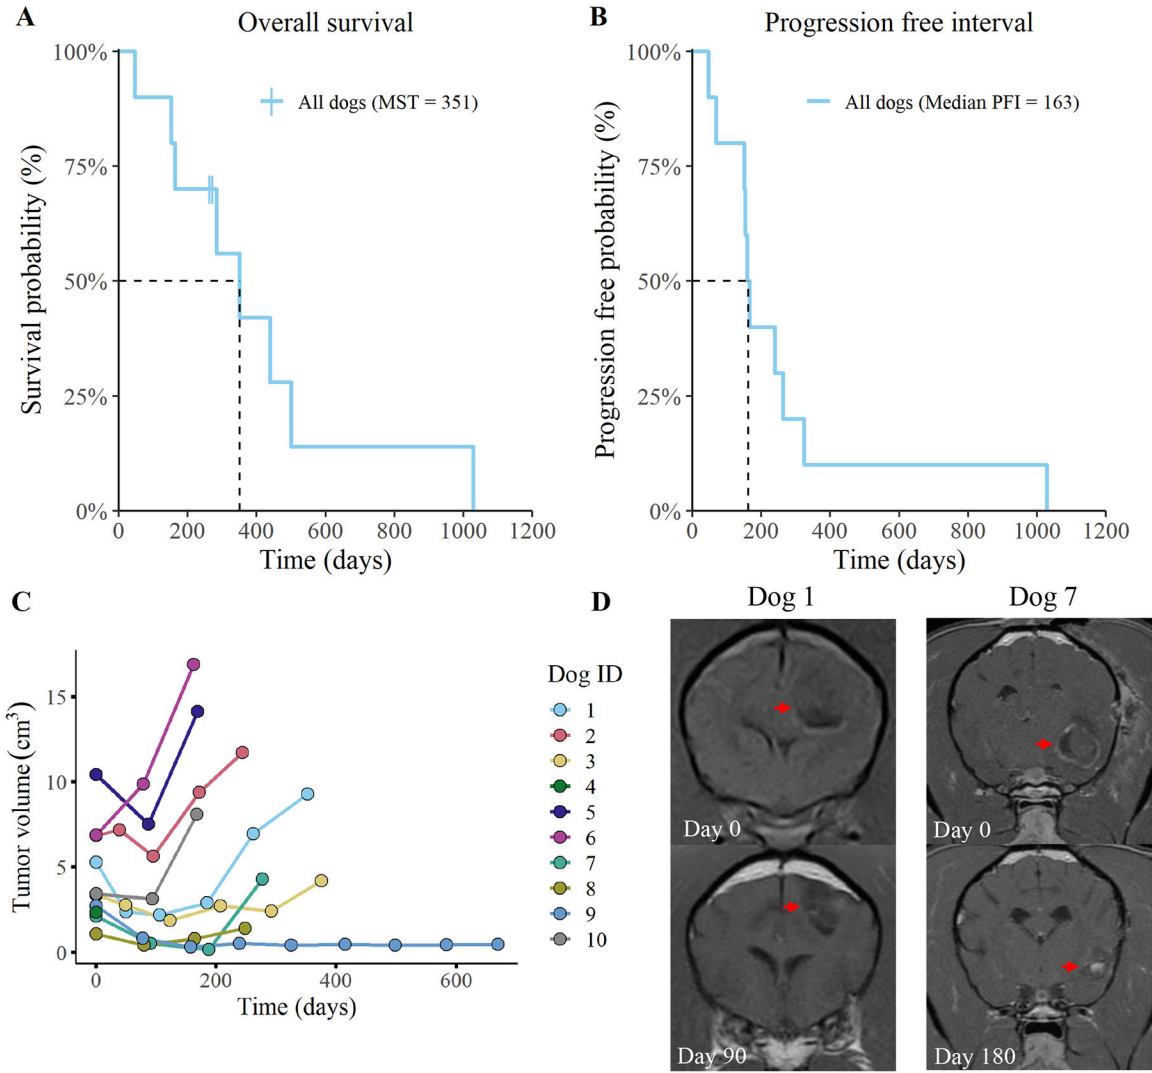 A
Overall survival
100%
75%
50%
25%
0%
Survival probability (%)
All dogs (MST = 351)
0 200 400 600 800 1000 1200
Time (days)
B
Progression free interval
100%
75%
50%
25%
0%
Progression free probability (%)
All dogs (Median PFI = 163)
0 200 400 600 800 1000 1200
Time (days)
C
15
10
5
0
Tumor volume (cm³)
0 200 400 600
Time (days)
Dog ID
1
2
3
4
5
6
7
8
9
10
D
Dog 1
Dog 7
Day 0
Day 0
Day 90
Day 180